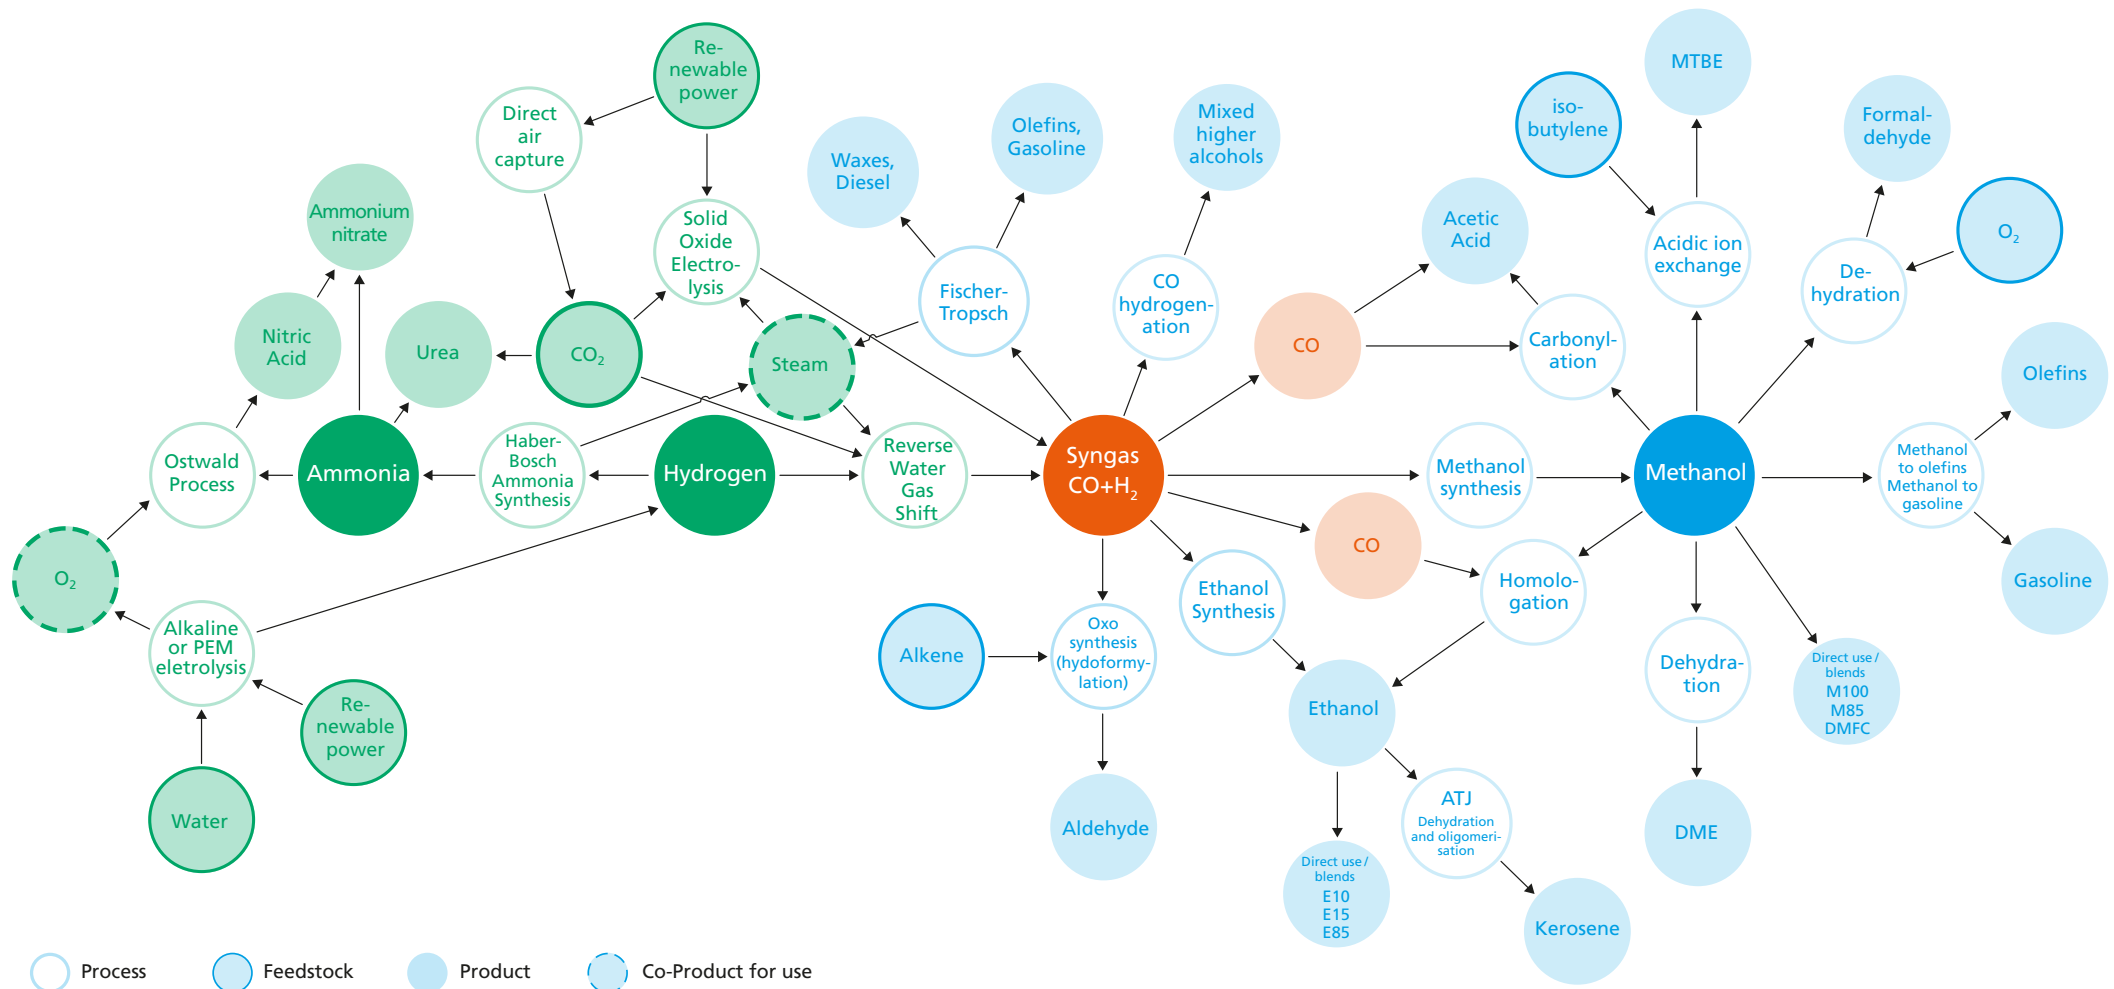 Re-
newable
power
Direct
air
capture
Ammonium
nitrate
Solid
Oxide
Electro-
lysis
Nitric
Acid
Urea
CO₂
Steam
Ostwald
Process
Ammonia
Haber-
Bosch
Ammonia
Synthesis
Hydrogen
Reverse
Water
Gas
Shift
O₂
Alkaline
or PEM
eletrolysis
Re-
newable
power
Water
Waxes,
Diesel
Olefins,
Gasoline
Mixed
higher
alcohols
Fischer-
Tropsch
CO
hydrogen-
ation
Syngas
CO+H₂
CO
Acetic
Acid
Carbonyl-
ation
iso-
butylene
MTBE
Acidic ion
exchange
Formal-
dehyde
De-
hydration
O₂
Methanol
synthesis
Methanol
Methanol
to olefins
Methanol to
gasoline
Olefins
Gasoline
CO
Homolo-
gation
Ethanol
Synthesis
Alkene
Oxo
synthesis
(hydoformy-
lation)
Aldehyde
Ethanol
Direct use /
blends
E10
E15
E85
ATJ
Dehydration
and oligomeri-
sation
Kerosene
Dehydra-
tion
DME
Direct use /
blends
M100
M85
DMFC
Process
Feedstock
Product
Co-Product for use